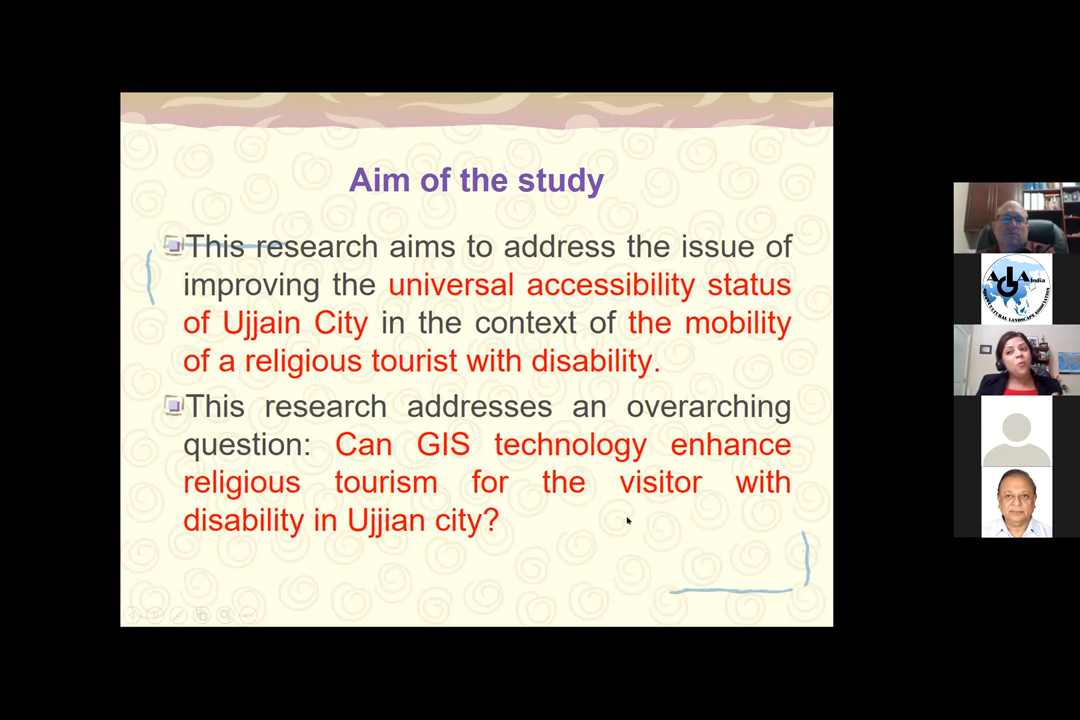 Aim of the study
This research aims to address the issue of
improving the universal accessibility status
of Ujjain City in the context of the mobility
of a religious tourist with disability.
This research addresses an overarching
question: Can GIS technology enhance
religious tourism for the visitor with
disability in Ujjian city?
India